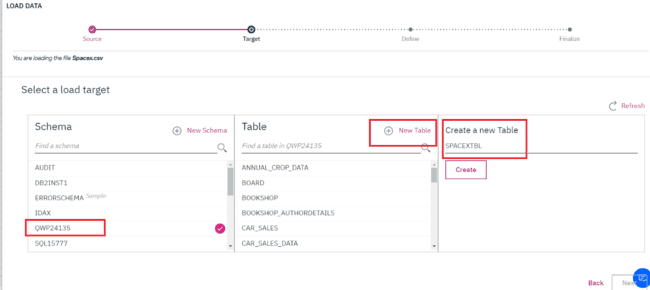 LOAD DATA
Source
Target
Define
Finalize
You are loading the file Spacex.csv
Select a load target
Refresh
Schema
New Schema
Find a schema
AUDIT
DB2INST1
ERRORSCHEMA Sample
IDAX
QWP24135
SQL15777
Table
New Table
Find a table in QWP24135
ANNUAL_CROP_DATA
BOARD
BOOKSHOP
BOOKSHOP_AUTHORDETAILS
CAR_SALES
CAR_SALES_DATA
Create a new Table
SPACEXTBL
Create
Back